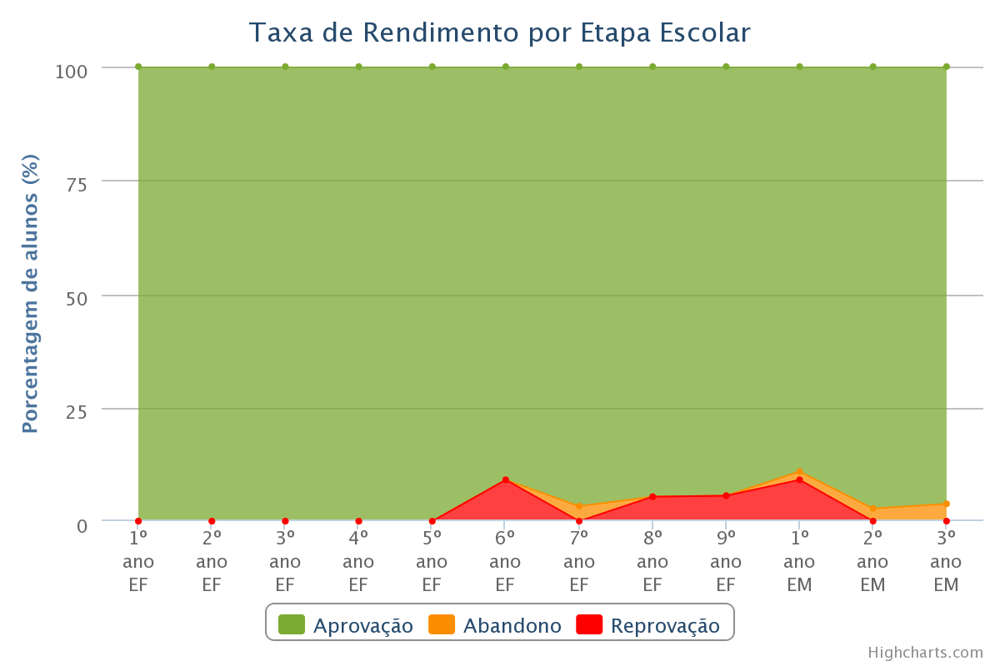 Taxa de Rendimento por Etapa Escolar
Porcentagem de alunos (%)
100
75
50
25
0
1º ano EF
2º ano EF
3º ano EF
4º ano EF
5º ano EF
6º ano EF
7º ano EF
8º ano EF
9º ano EF
1º ano EM
2º ano EM
3º ano EM
Aprovação Abandono Reprovação
Highcharts.com